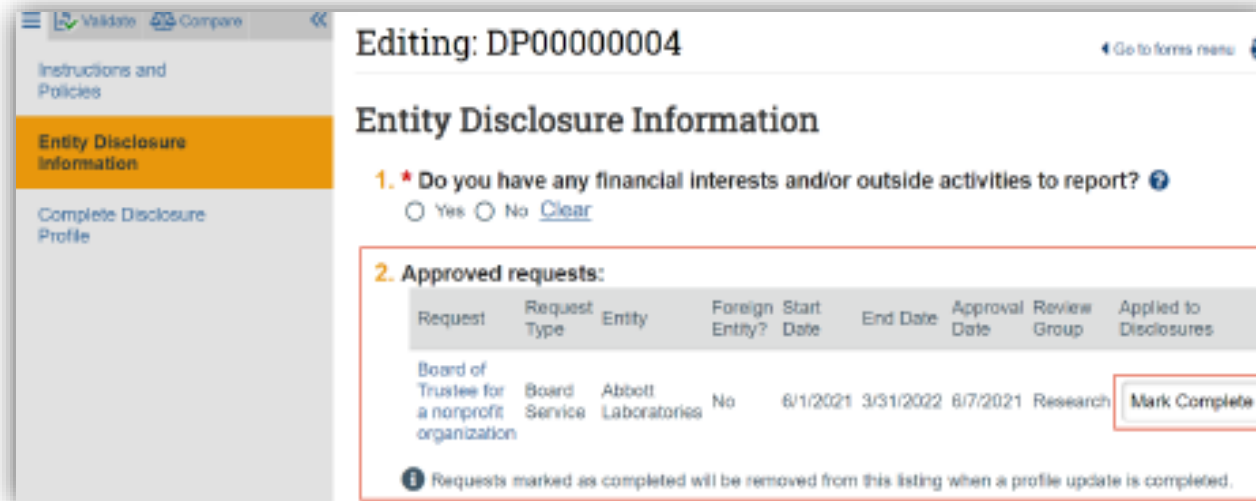 Validate Compare «
Instructions and
Policies
Entity Disclosure
Information
Complete Disclosure
Profile
Editing: DP00000004
Go to forms menu
Entity Disclosure Information
1. * Do you have any financial interests and/or outside activities to report? ?
Yes No Clear
2. Approved requests:
Request Request Type Entity Foreign Entity? Start Date End Date Approval Date Review Group Applied to Disclosures
Board of Trustee for a nonprofit organization Board Service Abbott Laboratories No 6/1/2021 3/31/2022 6/7/2021 Research Mark Complete
Requests marked as completed will be removed from this listing when a profile update is completed.